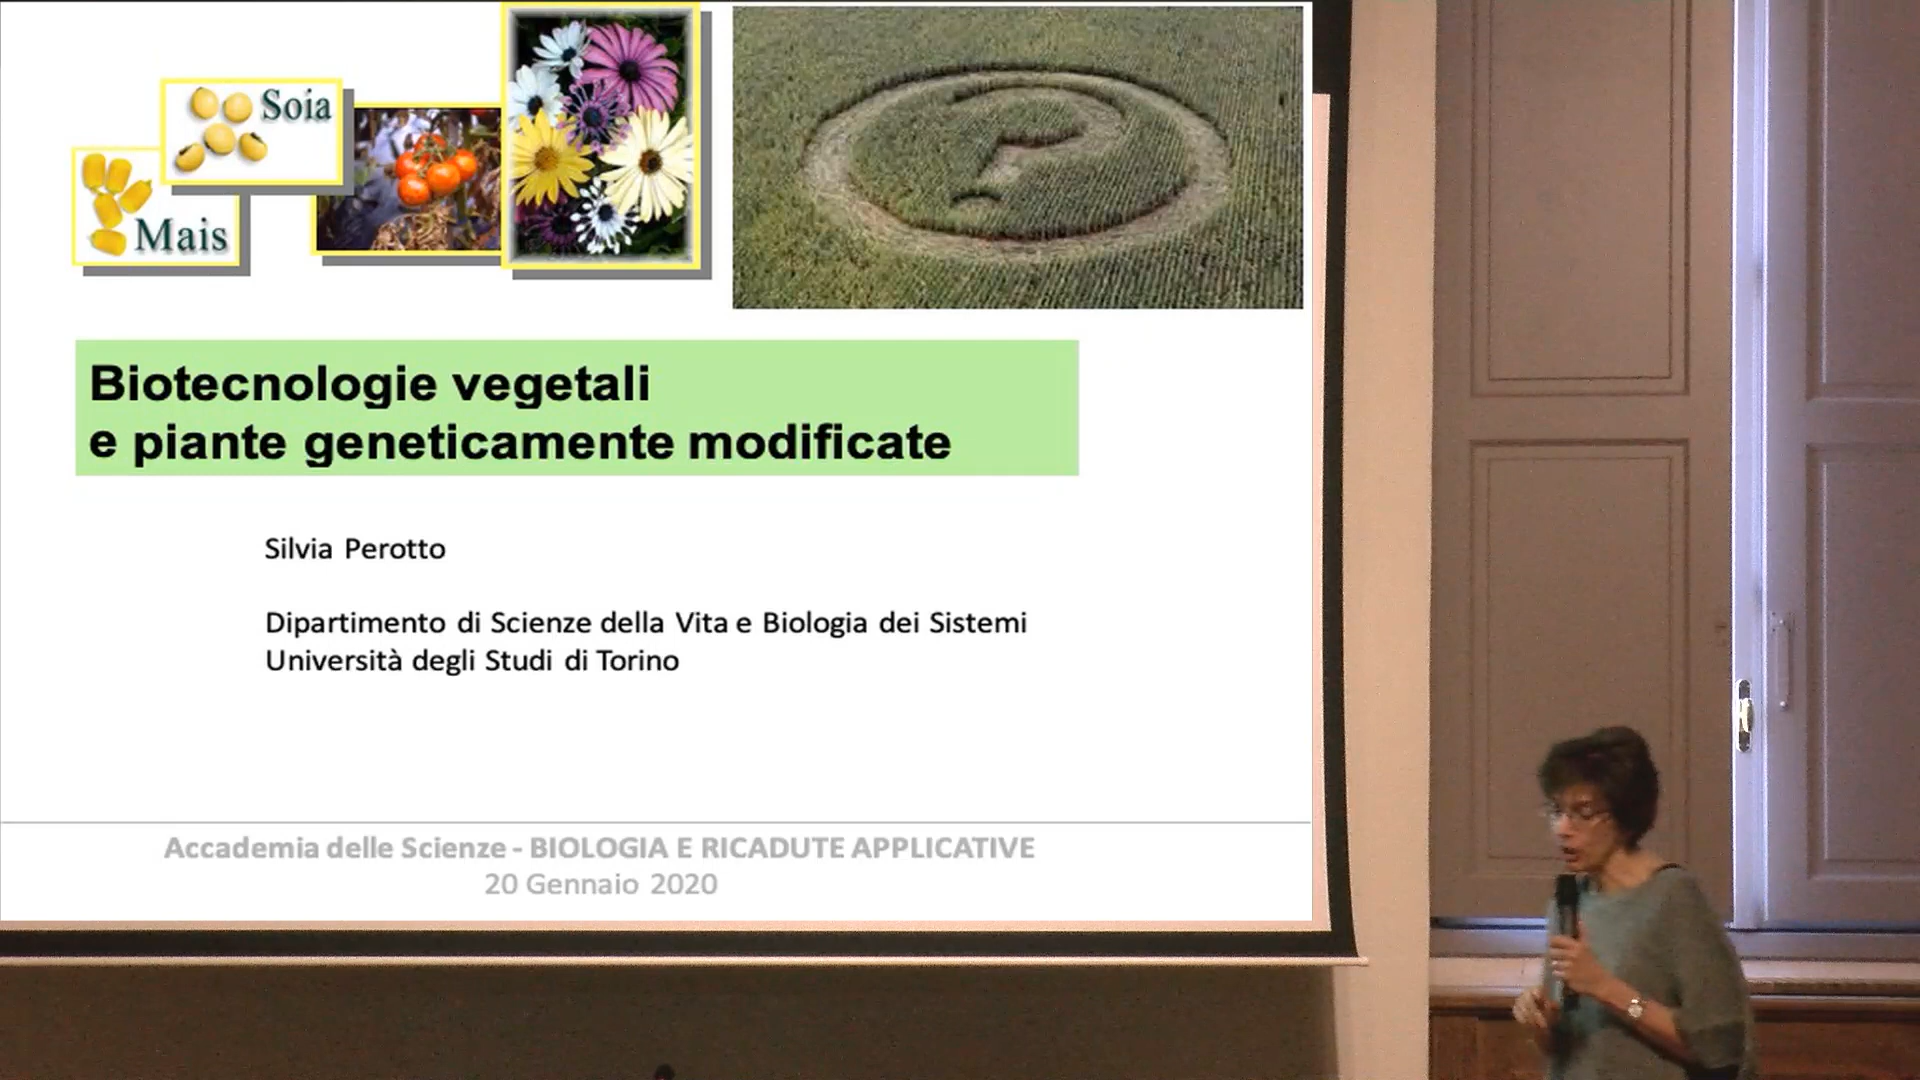 Soia
Mais
Biotecnologie vegetali
e piante geneticamente modificate
Silvia Perotto
Dipartimento di Scienze della Vita e Biologia dei Sistemi
Università degli Studi di Torino
Accademia delle Scienze - BIOLOGIA E RICADUTE APPLICATIVE
20 Gennaio 2020